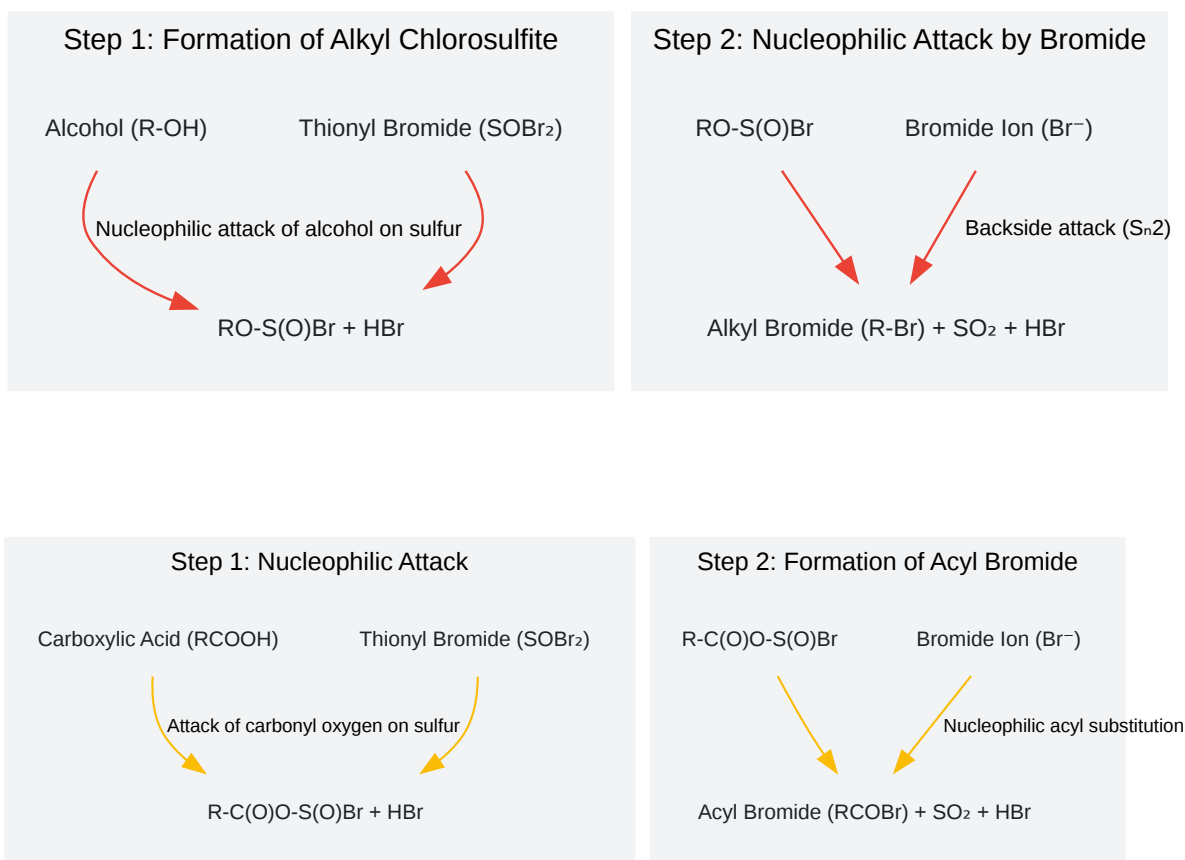 Step 1: Formation of Alkyl Chlorosulfite
Alcohol (R-OH) Thionyl Bromide (SOBr₂)
Nucleophilic attack of alcohol on sulfur
RO-S(O)Br + HBr
Step 2: Nucleophilic Attack by Bromide
RO-S(O)Br Bromide Ion (Br⁻)
Backside attack (Sₙ2)
Alkyl Bromide (R-Br) + SO₂ + HBr
Step 1: Nucleophilic Attack
Carboxylic Acid (RCOOH) Thionyl Bromide (SOBr₂)
Attack of carbonyl oxygen on sulfur
R-C(O)O-S(O)Br + HBr
Step 2: Formation of Acyl Bromide
R-C(O)O-S(O)Br Bromide Ion (Br⁻)
Nucleophilic acyl substitution
Acyl Bromide (RCOBr) + SO₂ + HBr